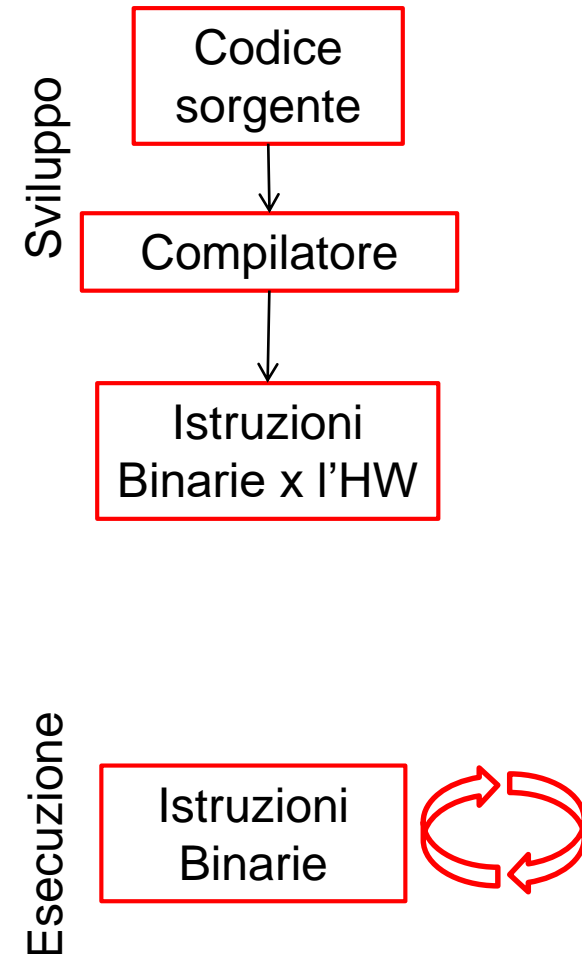 Sviluppo
Codice
sorgente
Compilatore
Istruzioni
Binarie x l’HW
Esecuzione
Istruzioni
Binarie